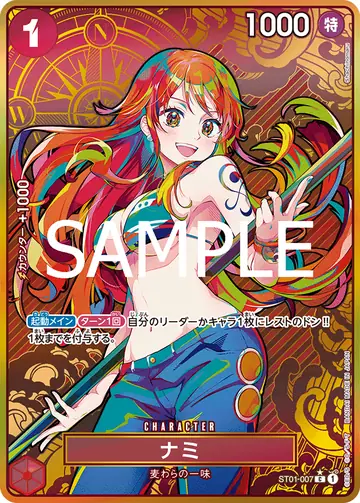 1
1000
特
カウンター+1000
SAMPLE
起動メイン ターン1回 自分のリーダーかキャラ1枚にレストのドン!!
1枚までを付与する。
CHARACTER
ナミ
麦わらの一味
ST01-007 C 1